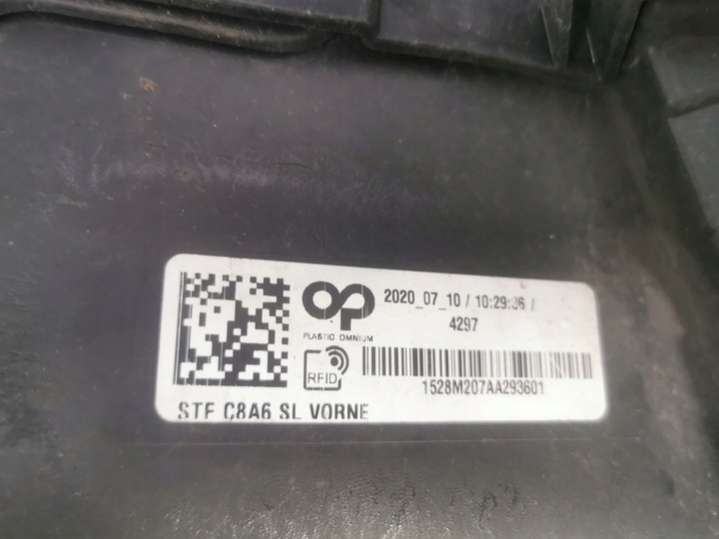 OP
2020_07_10 / 10:29:36 /
4297
PLASTIC OMNIUM
RFID
1528M207AA293601
STF C8A6 SL VORNE